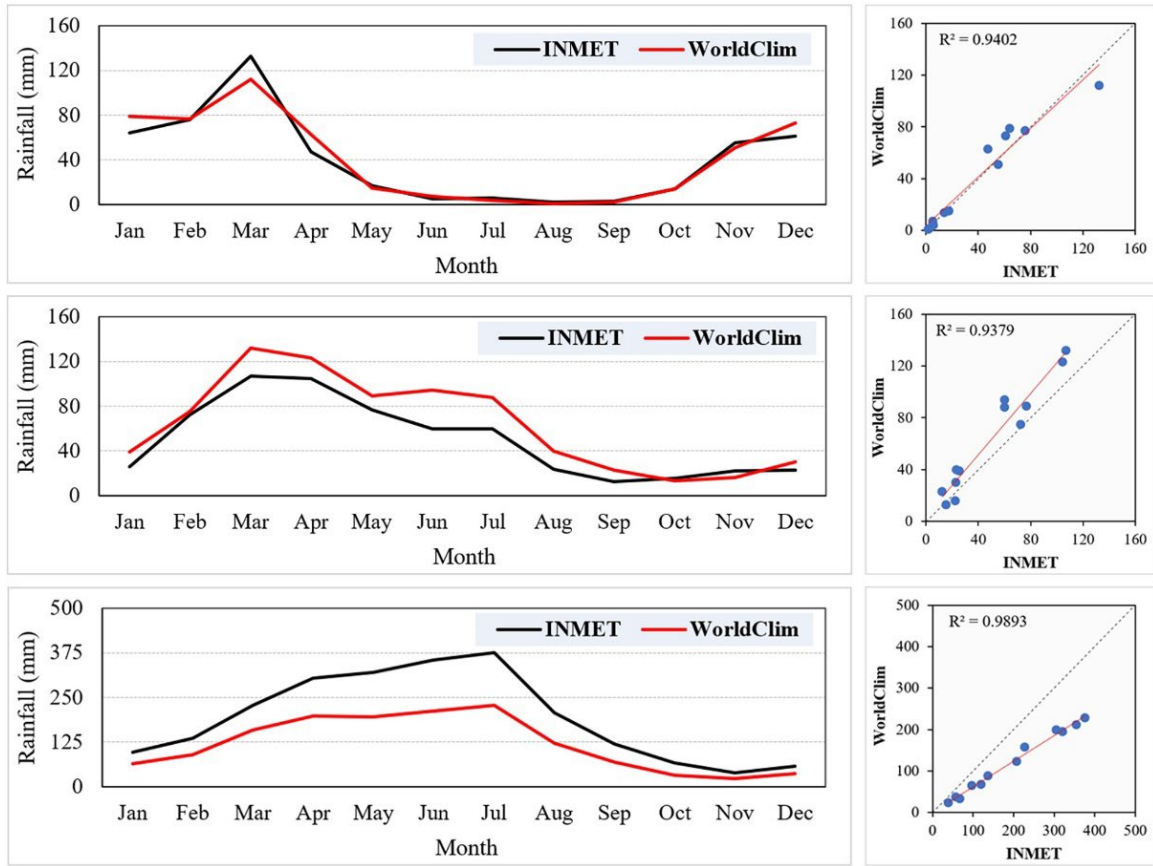 INMET WorldClim
Rainfall (mm)
160
120
80
40
0
Jan Feb Mar Apr May Jun Jul Aug Sep Oct Nov Dec
Month
R² = 0.9402
WorldClim
160
120
80
40
0
0 40 80 120 160
INMET
INMET WorldClim
Rainfall (mm)
160
120
80
40
0
Jan Feb Mar Apr May Jun Jul Aug Sep Oct Nov Dec
Month
R² = 0.9379
WorldClim
160
120
80
40
0
0 40 80 120 160
INMET
INMET WorldClim
Rainfall (mm)
500
375
250
125
0
Jan Feb Mar Apr May Jun Jul Aug Sep Oct Nov Dec
Month
R² = 0.9893
WorldClim
500
400
300
200
100
0
0 100 200 300 400 500
INMET